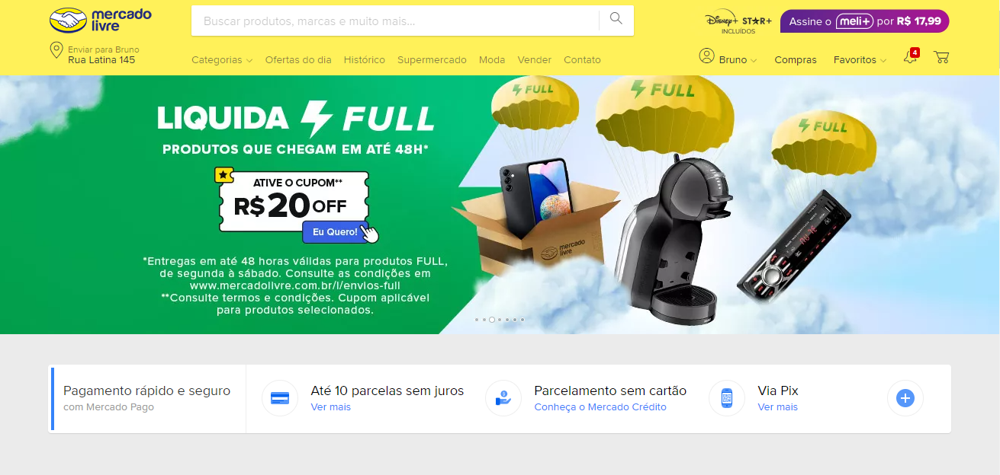 mercado
livre
Buscar produtos, marcas e muito mais...
Disney+ STAR+
INCLUÍDOS
Assine o meli+ por R$ 17,99
Enviar para Bruno
Rua Latina 145
Categorias
Ofertas do dia
Histórico
Supermercado
Moda
Vender
Contato
Bruno
Compras
Favoritos
4
LIQUIDA FULL
PRODUTOS QUE CHEGAM EM ATÉ 48H*
ATIVE O CUPOM**
R$ 20 OFF
Eu Quero!
*Entregas em até 48 horas válidas para produtos FULL,
de segunda à sábado. Consulte as condições em
www.mercadolivre.com.br/l/envios-full
**Consulte termos e condições. Cupom aplicável
para produtos selecionados.
FULL
FULL
FULL
mercado
livre
Pagamento rápido e seguro
com Mercado Pago
Até 10 parcelas sem juros
Ver mais
Parcelamento sem cartão
Conheça o Mercado Crédito
Via Pix
Ver mais